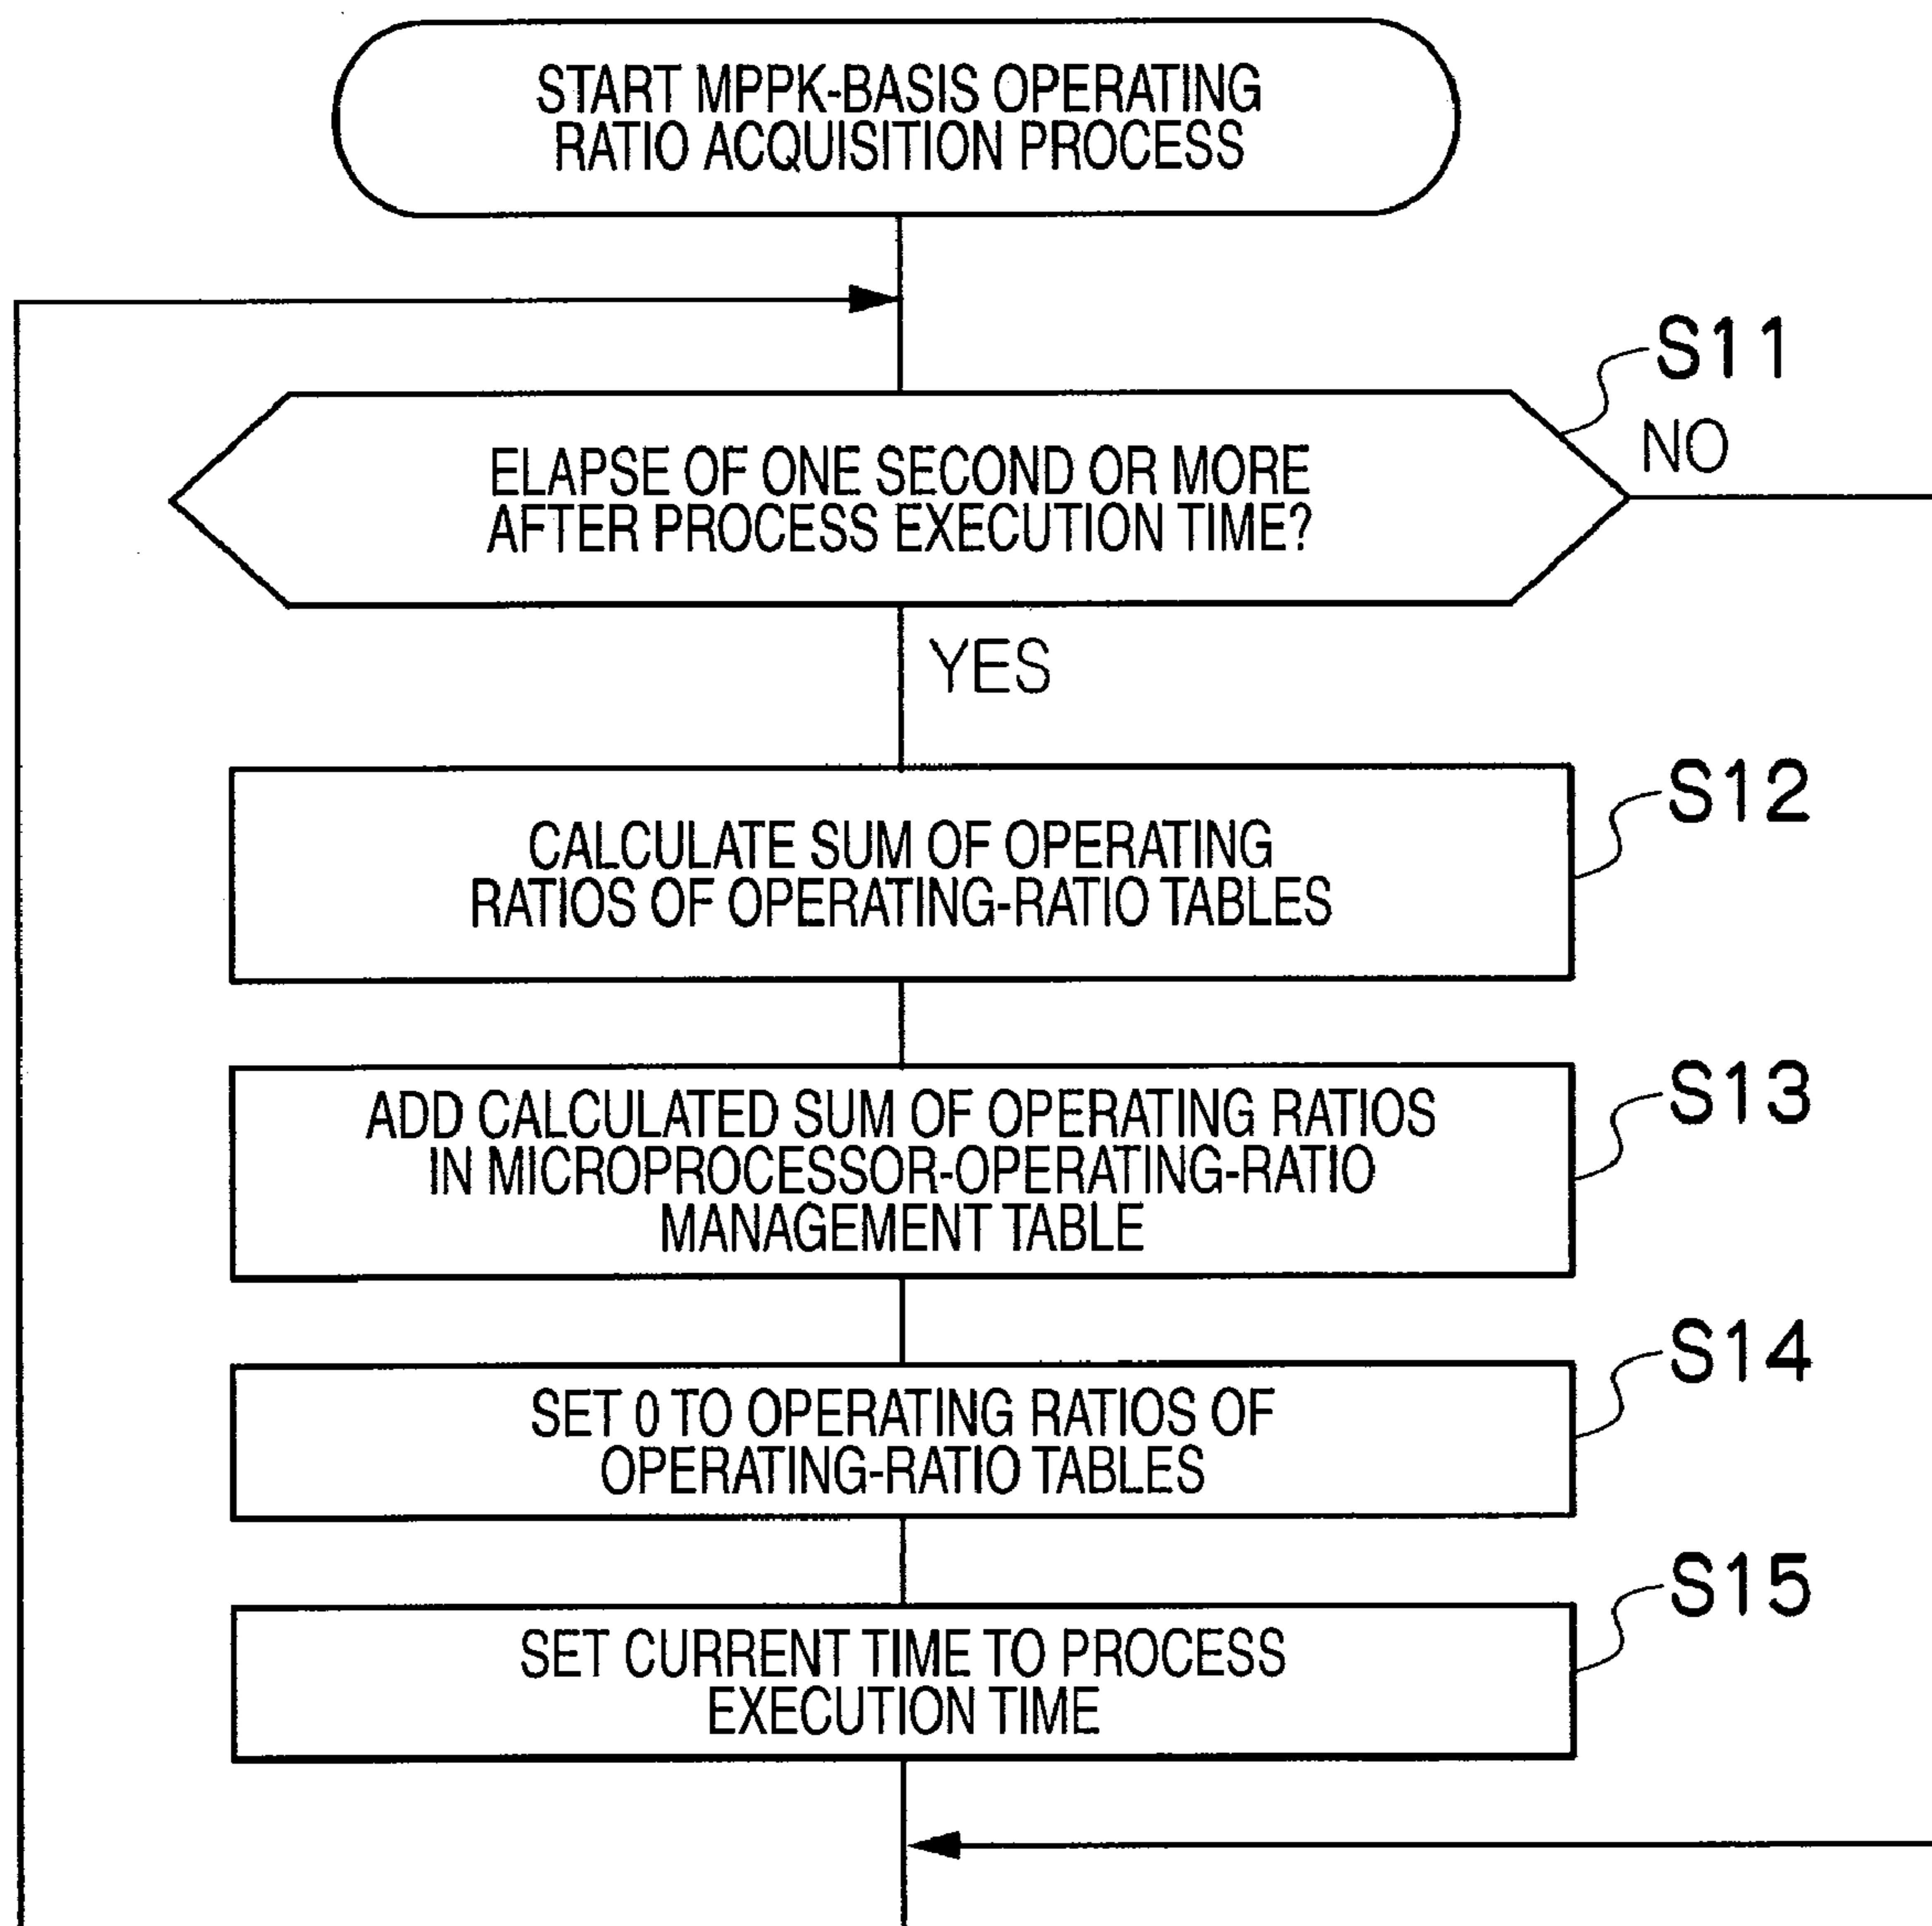 START MPPK-BASIS OPERATING
RATIO ACQUISITION PROCESS
S11
NO
ELAPSE OF ONE SECOND OR MORE
AFTER PROCESS EXECUTION TIME?
YES
S12
CALCULATE SUM OF OPERATING
RATIOS OF OPERATING-RATIO TABLES
S13
ADD CALCULATED SUM OF OPERATING RATIOS
IN MICROPROCESSOR-OPERATING-RATIO
MANAGEMENT TABLE
S14
SET 0 TO OPERATING RATIOS OF
OPERATING-RATIO TABLES
S15
SET CURRENT TIME TO PROCESS
EXECUTION TIME